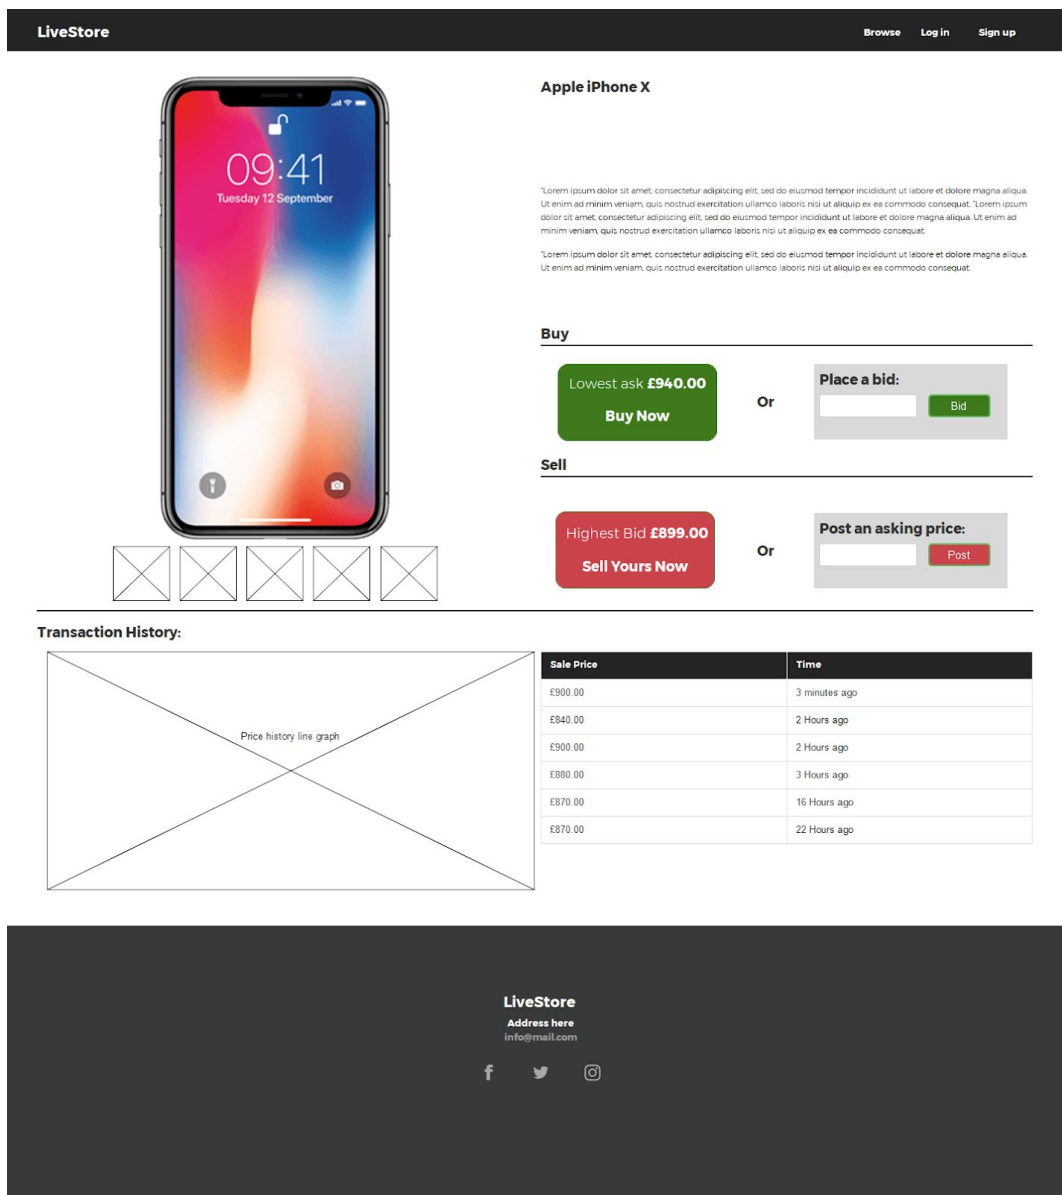 LiveStore
Browse Log in Sign up
09:41
Tuesday 12 September
Apple iPhone X
"Lorem ipsum dolor sit amet, consectetur adipiscing elit, sed do eiusmod tempor incididunt ut labore et dolore magna aliqua.
Ut enim ad minim veniam, quis nostrud exercitation ullamco laboris nisi ut aliquip ex ea commodo consequat. "Lorem ipsum
dolor sit amet, consectetur adipiscing elit, sed do eiusmod tempor incididunt ut labore et dolore magna aliqua. Ut enim ad
minim veniam, quis nostrud exercitation ullamco laboris nisi ut aliquip ex ea commodo consequat.
"Lorem ipsum dolor sit amet, consectetur adipiscing elit, sed do eiusmod tempor incididunt ut labore et dolore magna aliqua.
Ut enim ad minim veniam, quis nostrud exercitation ullamco laboris nisi ut aliquip ex ea commodo consequat.
Buy
Lowest ask £940.00
Buy Now
Or
Place a bid:
Bid
Sell
Highest Bid £899.00
Sell Yours Now
Or
Post an asking price:
Post
Transaction History:
Price history line graph
Sale Price Time
£900.00 3 minutes ago
£840.00 2 Hours ago
£900.00 2 Hours ago
£880.00 3 Hours ago
£870.00 16 Hours ago
£870.00 22 Hours ago
LiveStore
Address here
info@mail.com